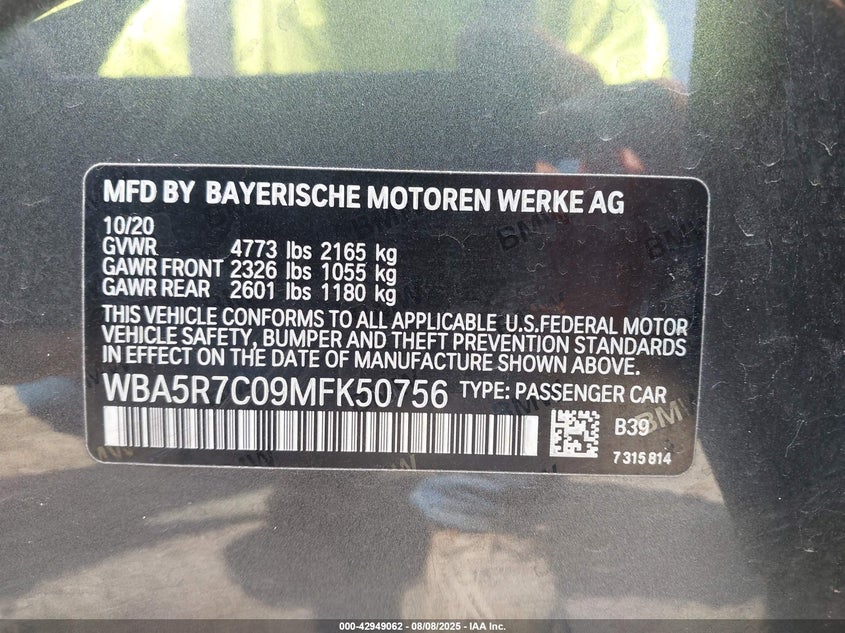 MFD BY BAYERISCHE MOTOREN WERKE AG
10/20
GVWR 4773 lbs 2165 kg
GAWR FRONT 2326 lbs 1055 kg
GAWR REAR 2601 lbs 1180 kg
THIS VEHICLE CONFORMS TO ALL APPLICABLE U.S.FEDERAL MOTOR
VEHICLE SAFETY, BUMPER AND THEFT PREVENTION STANDARDS
IN EFFECT ON THE DATE OF MANUFACTURE SHOWN ABOVE.
WBA5R7C09MFK50756 TYPE: PASSENGER CAR
B39
7 315 814
000-42949062 - 08/08/2025 - IAA Inc.